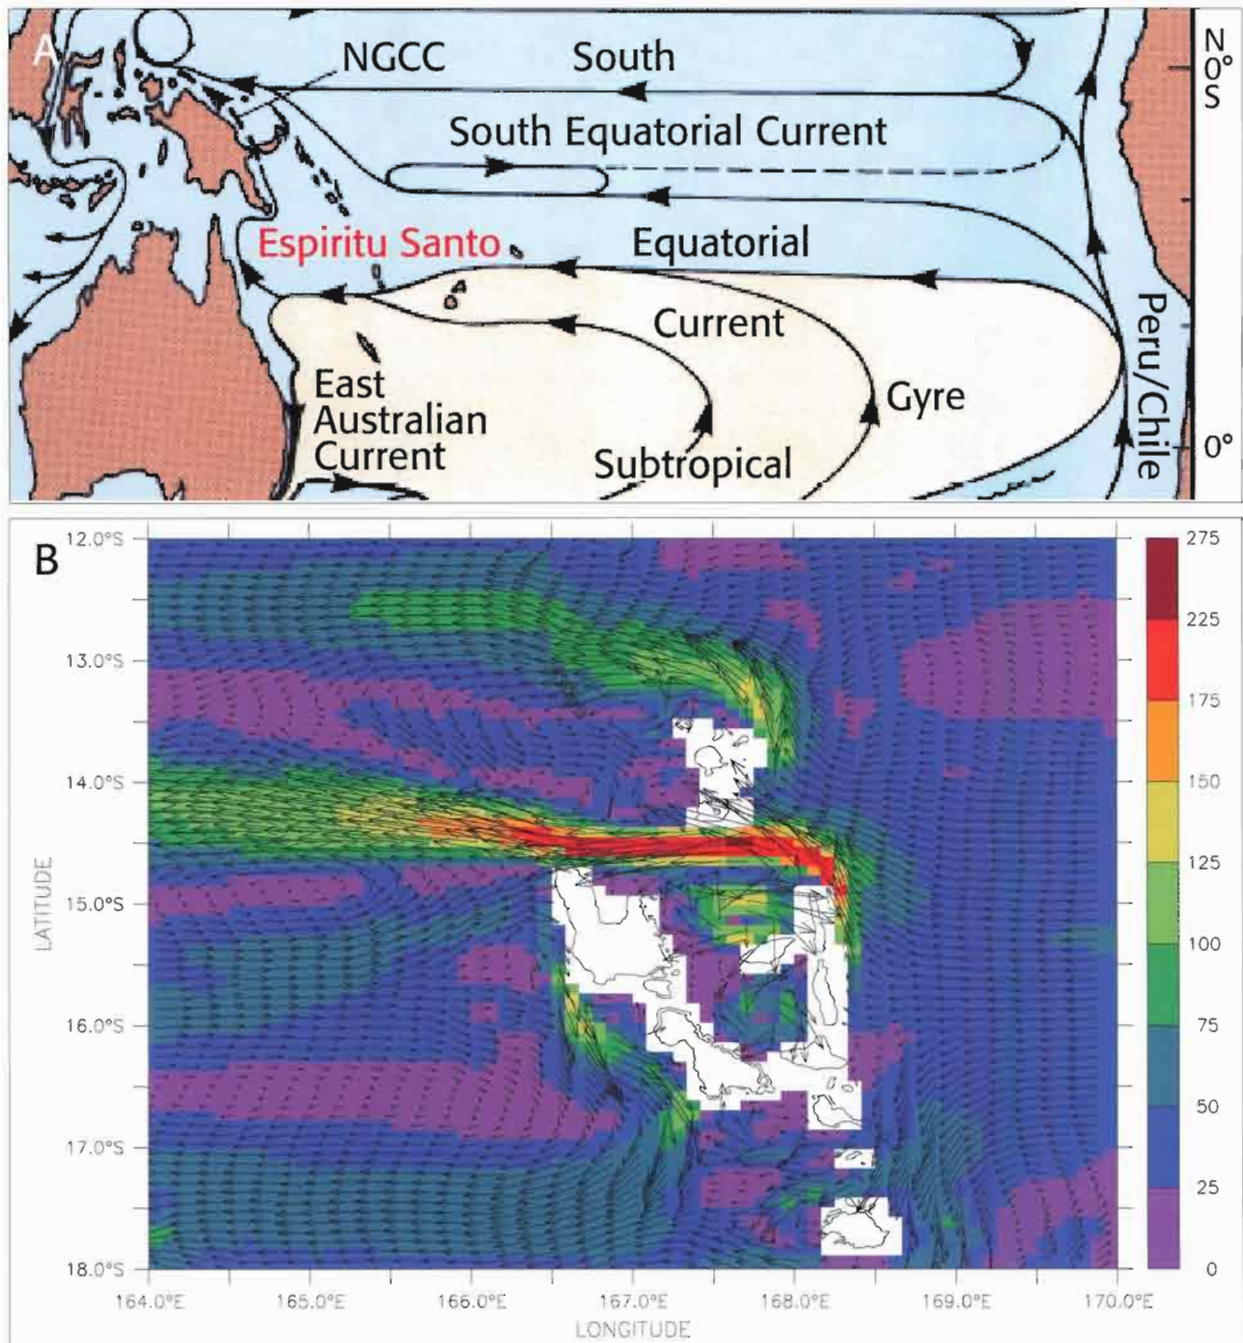 A
NGCC
South
N
0°
S
South Equatorial Current
Espiritu Santo
Equatorial
Current
Peru/Chile
East
Australian
Current
Gyre
Subtropical
0°
B
12.0°S
13.0°S
14.0°S
15.0°S
16.0°S
17.0°S
18.0°S
LATITUDE
164.0°E 165.0°E 166.0°E 167.0°E 168.0°E 169.0°E 170.0°E
LONGITUDE
275
225
175
150
125
100
75
50
25
0